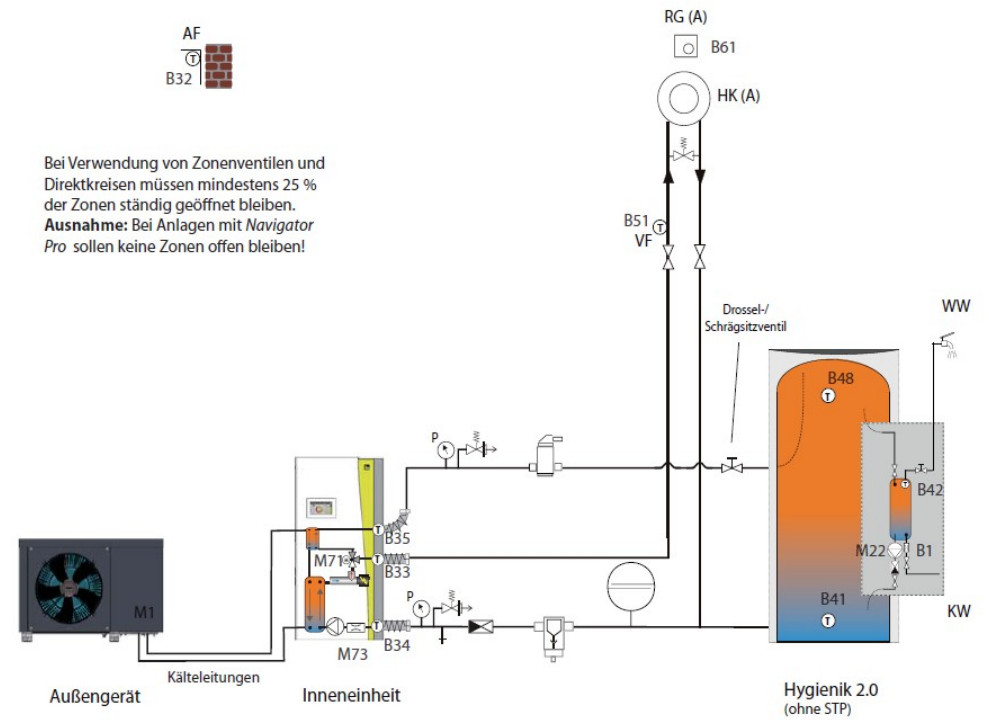 RG (A)
B61
AF
T
B32
HK (A)
Bei Verwendung von Zonenventilen und
Direktkreisen müssen mindestens 25 %
der Zonen ständig geöffnet bleiben.
Ausnahme: Bei Anlagen mit Navigator
Pro sollen keine Zonen offen bleiben!
B51
T
VF
Drossel-/
Schrägsitzventil
WW
B48
T
P
T
B42
T
B35
M71
T
B33
M22
B1
M1
P
B41
T
KW
T
B34
M73
Kälteleitungen
Außengerät
Inneneinheit
Hygienik 2.0
(ohne STP)